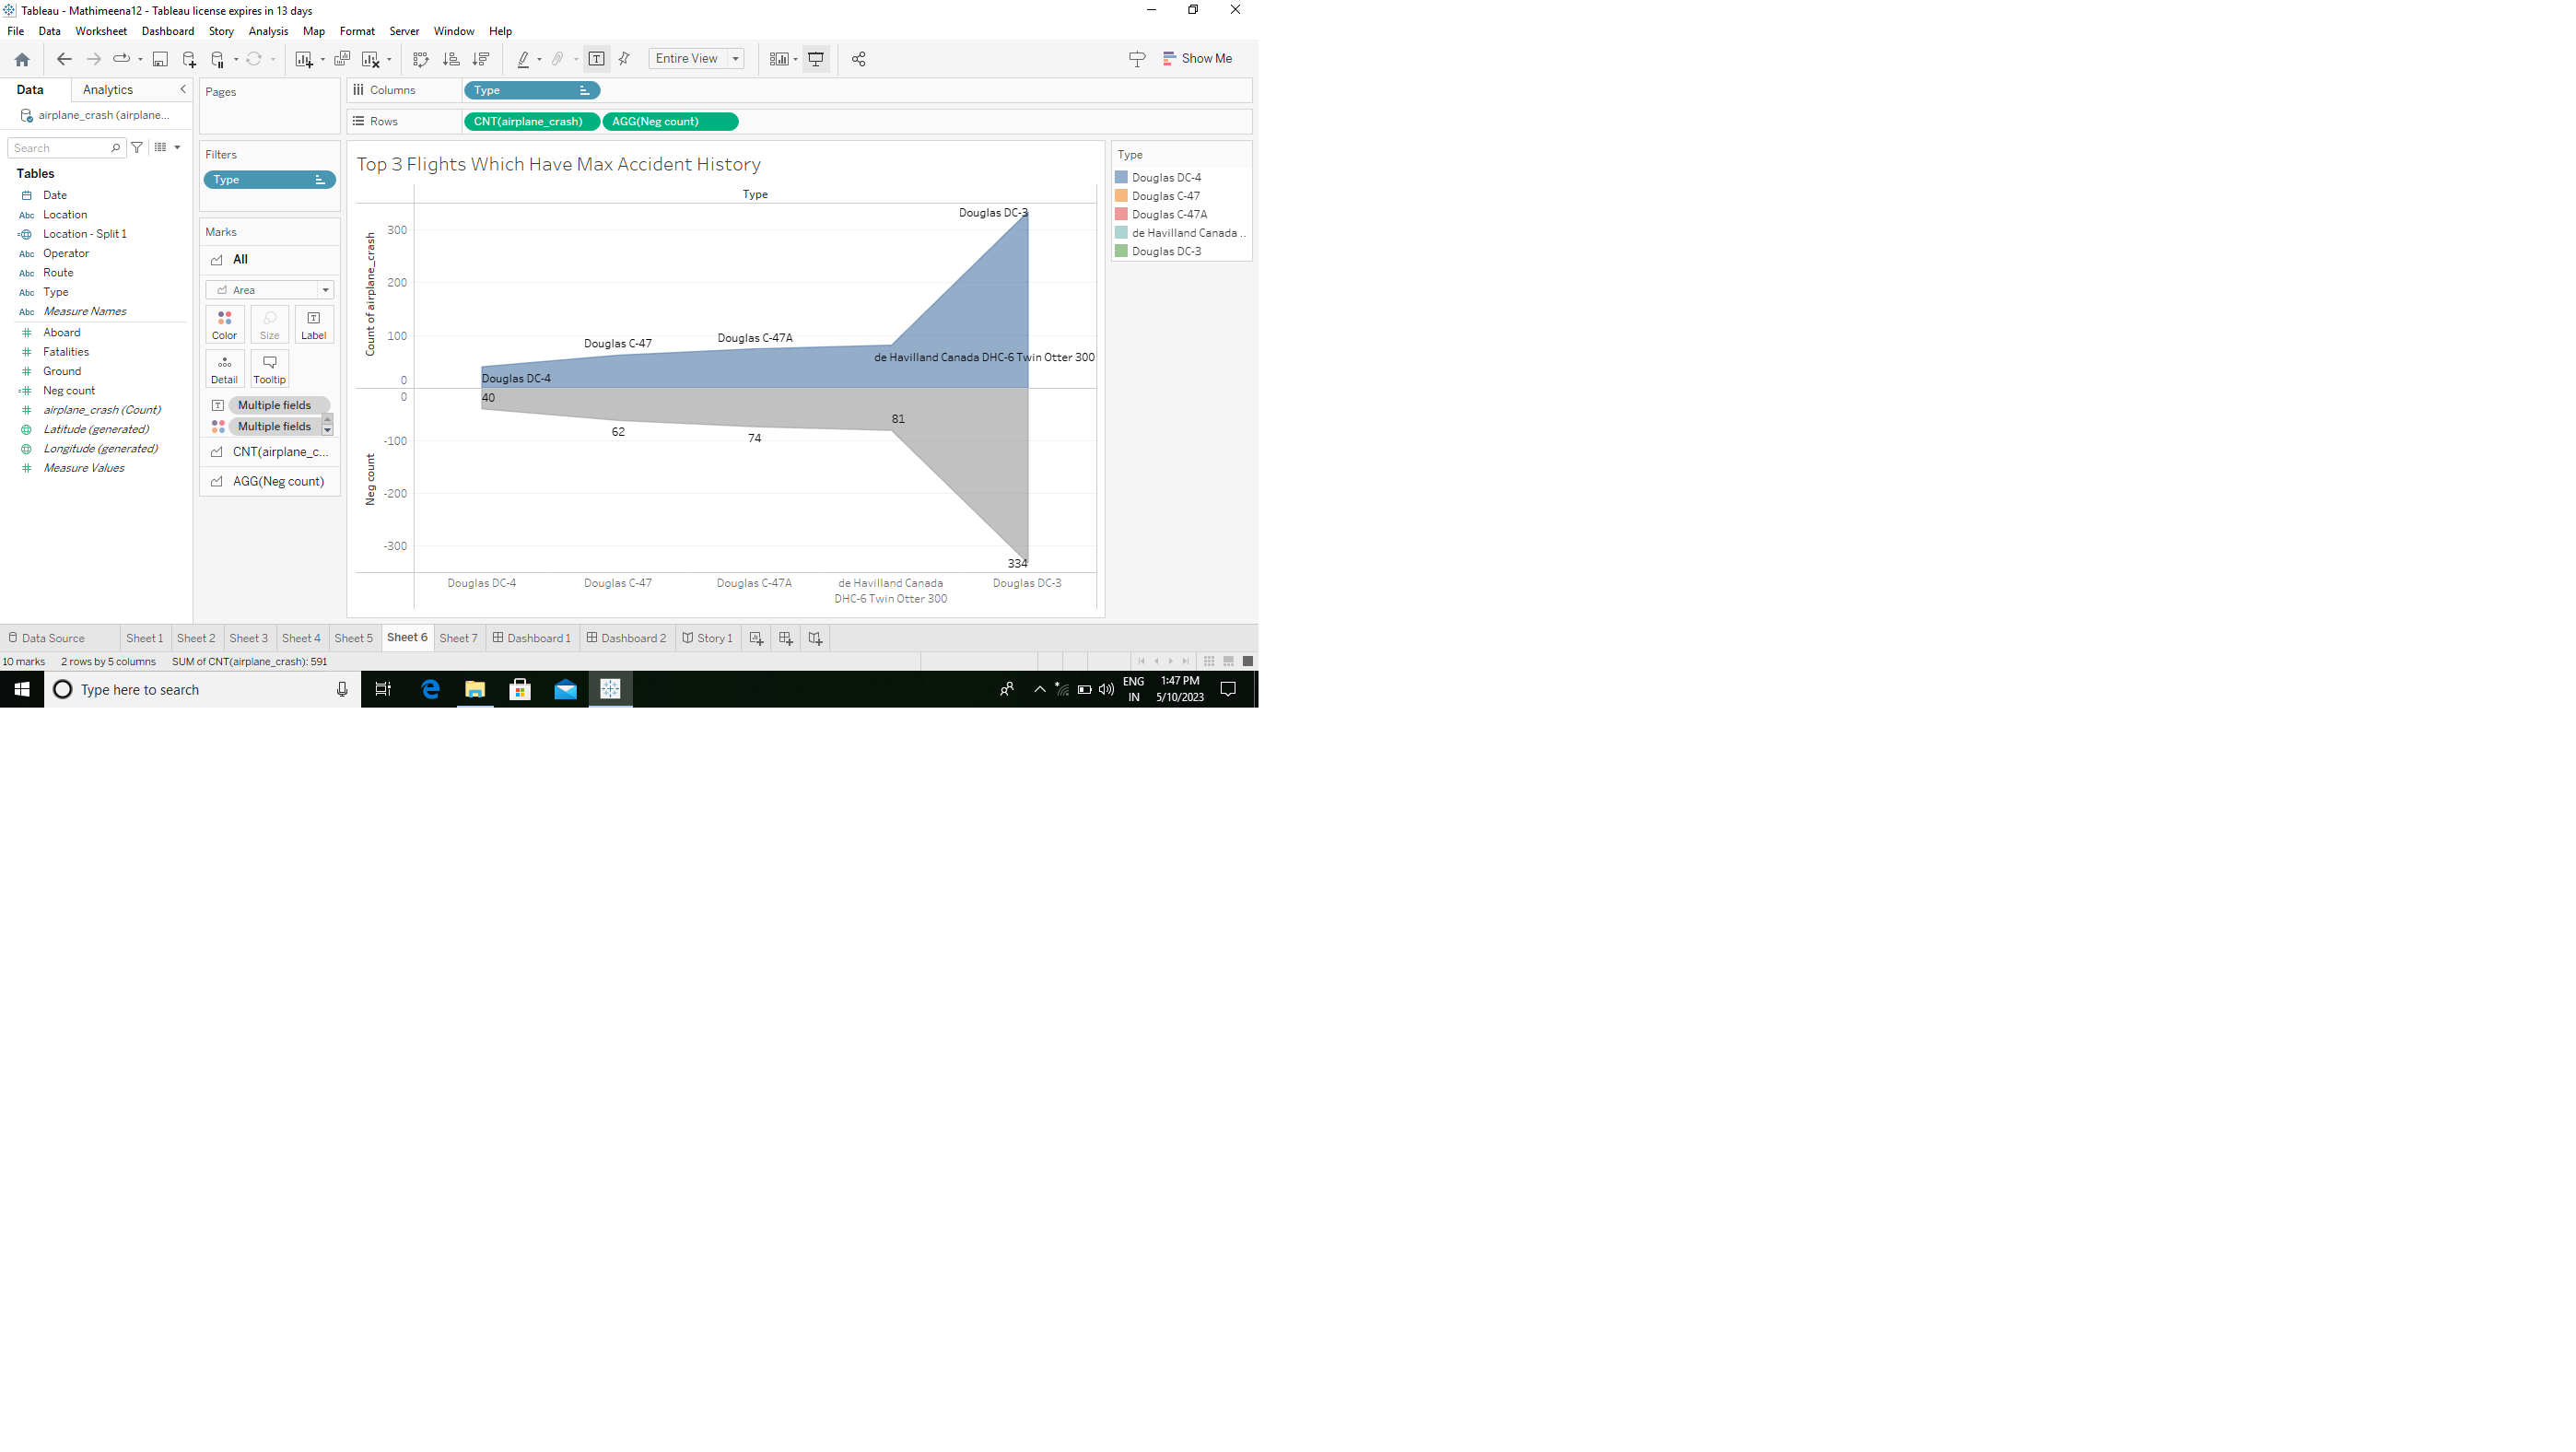 Tableau - Mathimeena12 - Tableau license expires in 13 days
File Data Worksheet Dashboard Story Analysis Map Format Server Window Help
Entire View
Show Me
Data Analytics
airplane_crash (airplane...
Search
Tables
Date
Abc Location
Location - Split 1
Abc Operator
Abc Route
Abc Type
Abc Measure Names
Aboard
Fatalities
Ground
Neg count
airplane_crash (Count)
Latitude (generated)
Longitude (generated)
Measure Values
Pages
Filters
Type
Marks
All
Area
Color Size Label
Detail Tooltip
Multiple fields
Multiple fields
CNT(airplane_c...
AGG(Neg count)
Columns Type
Rows CNT(airplane_crash) AGG(Neg count)
Top 3 Flights Which Have Max Accident History
Type
Count of airplane_crash
300
200
100
0
Douglas DC-3
Douglas C-47
Douglas C-47A
de Havilland Canada DHC-6 Twin Otter 300
Douglas DC-4
Neg count
0
-100
-200
-300
40
62
74
81
334
Douglas DC-4
Douglas C-47
Douglas C-47A
de Havilland Canada
DHC-6 Twin Otter 300
Douglas DC-3
Type
Douglas DC-4
Douglas C-47
Douglas C-47A
de Havilland Canada ..
Douglas DC-3
Data Source Sheet 1 Sheet 2 Sheet 3 Sheet 4 Sheet 5 Sheet 6 Sheet 7 Dashboard 1 Dashboard 2 Story 1
10 marks 2 rows by 5 columns SUM of CNT(airplane_crash): 591
Type here to search
ENG
IN
1:47 PM
5/10/2023